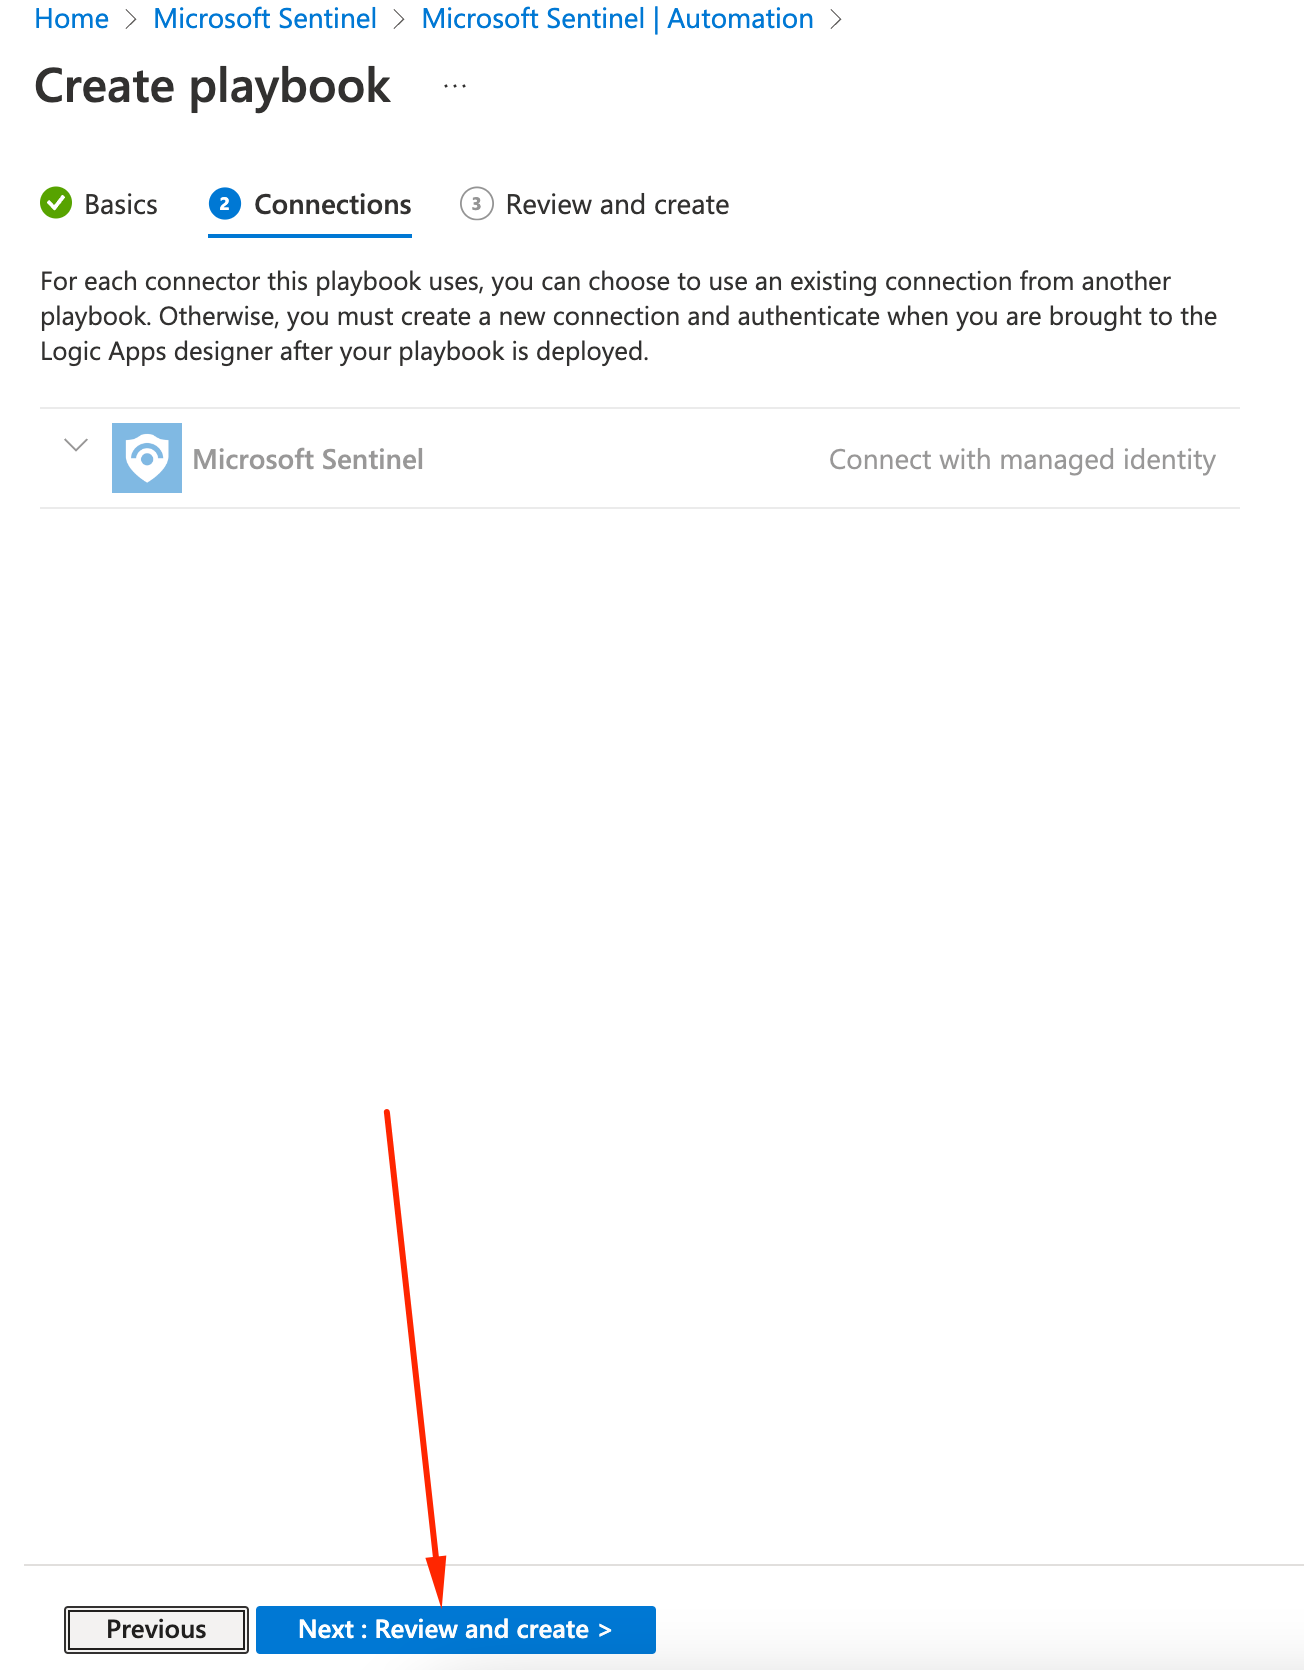 Home > Microsoft Sentinel > Microsoft Sentinel | Automation >
Create playbook ...
Basics 2 Connections 3 Review and create
For each connector this playbook uses, you can choose to use an existing connection from another
playbook. Otherwise, you must create a new connection and authenticate when you are brought to the
Logic Apps designer after your playbook is deployed.
Microsoft Sentinel Connect with managed identity
Previous Next : Review and create >